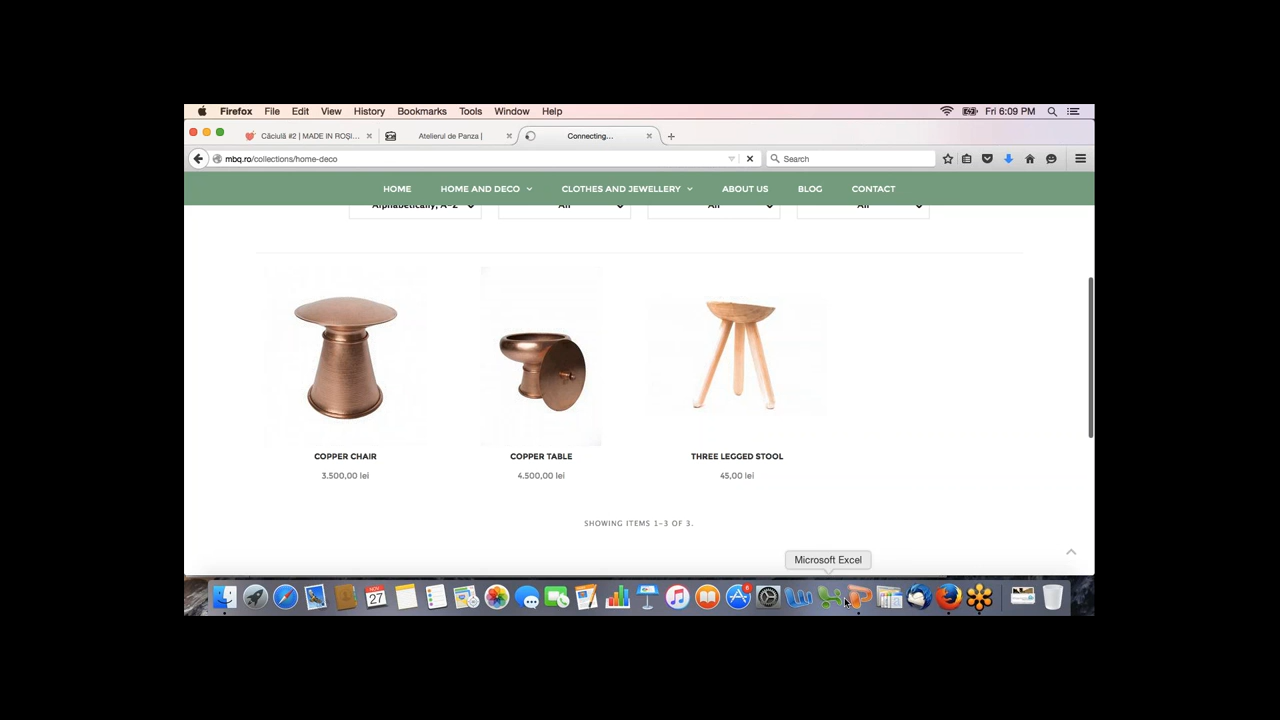 Firefox File Edit View History Bookmarks Tools Window Help Fri 6:09 PM
Căciulă #2 | MADE IN ROȘI... Atelierul de Panza | Connecting...
mbq.ro/collections/home-deco Search
HOME HOME AND DECO CLOTHES AND JEWELLERY ABOUT US BLOG CONTACT
Alphabetically, A-Z All All All
COPPER CHAIR COPPER TABLE THREE LEGGED STOOL
3.500,00 lei 4.500,00 lei 45,00 lei
SHOWING ITEMS 1-3 OF 3.
Microsoft Excel
NOV
27
6